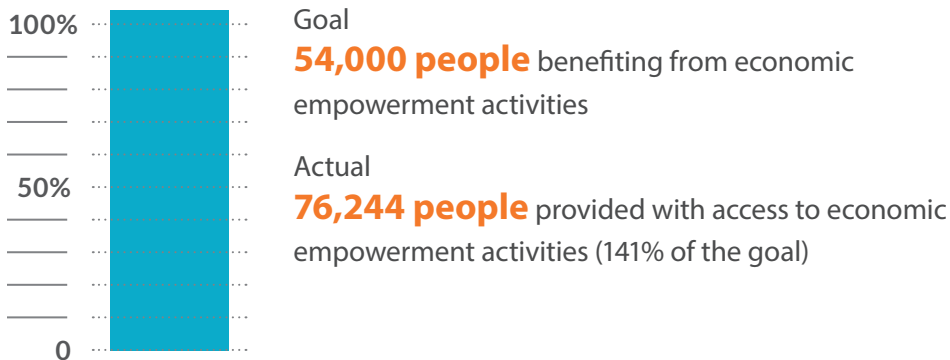 100%
50%
0
Goal
54,000 people benefiting from economic
empowerment activities
Actual
76,244 people provided with access to economic
empowerment activities (141% of the goal)